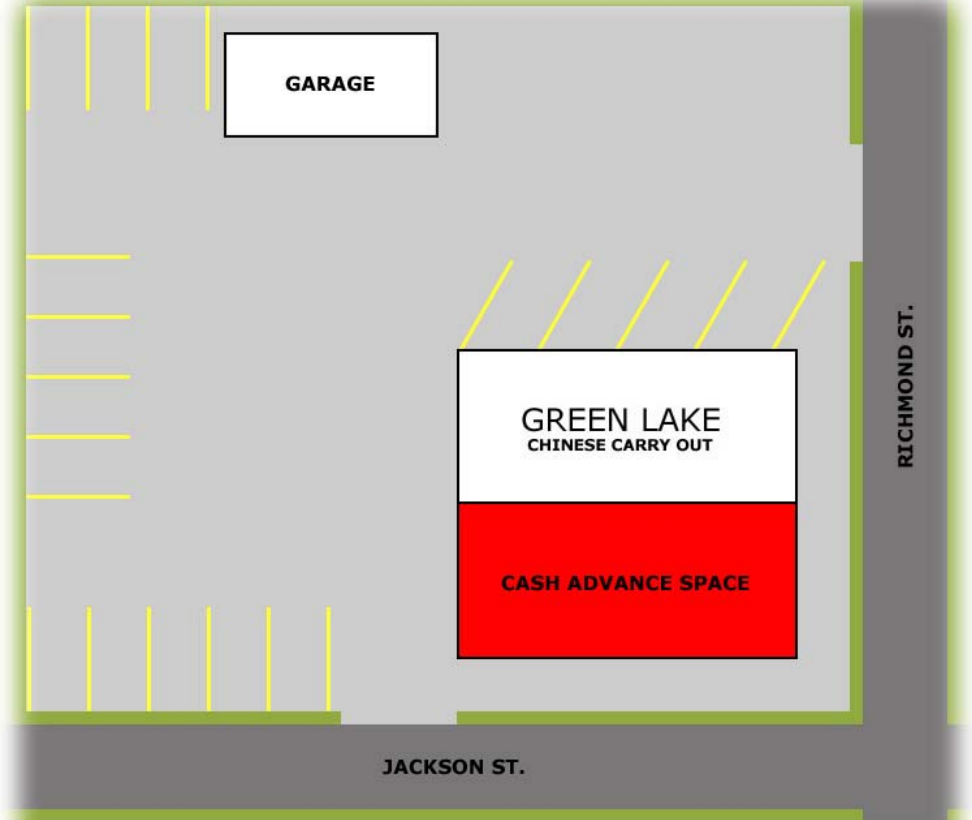 GARAGE
RICHMOND ST.
GREEN LAKE
CHINESE CARRY OUT
CASH ADVANCE SPACE
JACKSON ST.